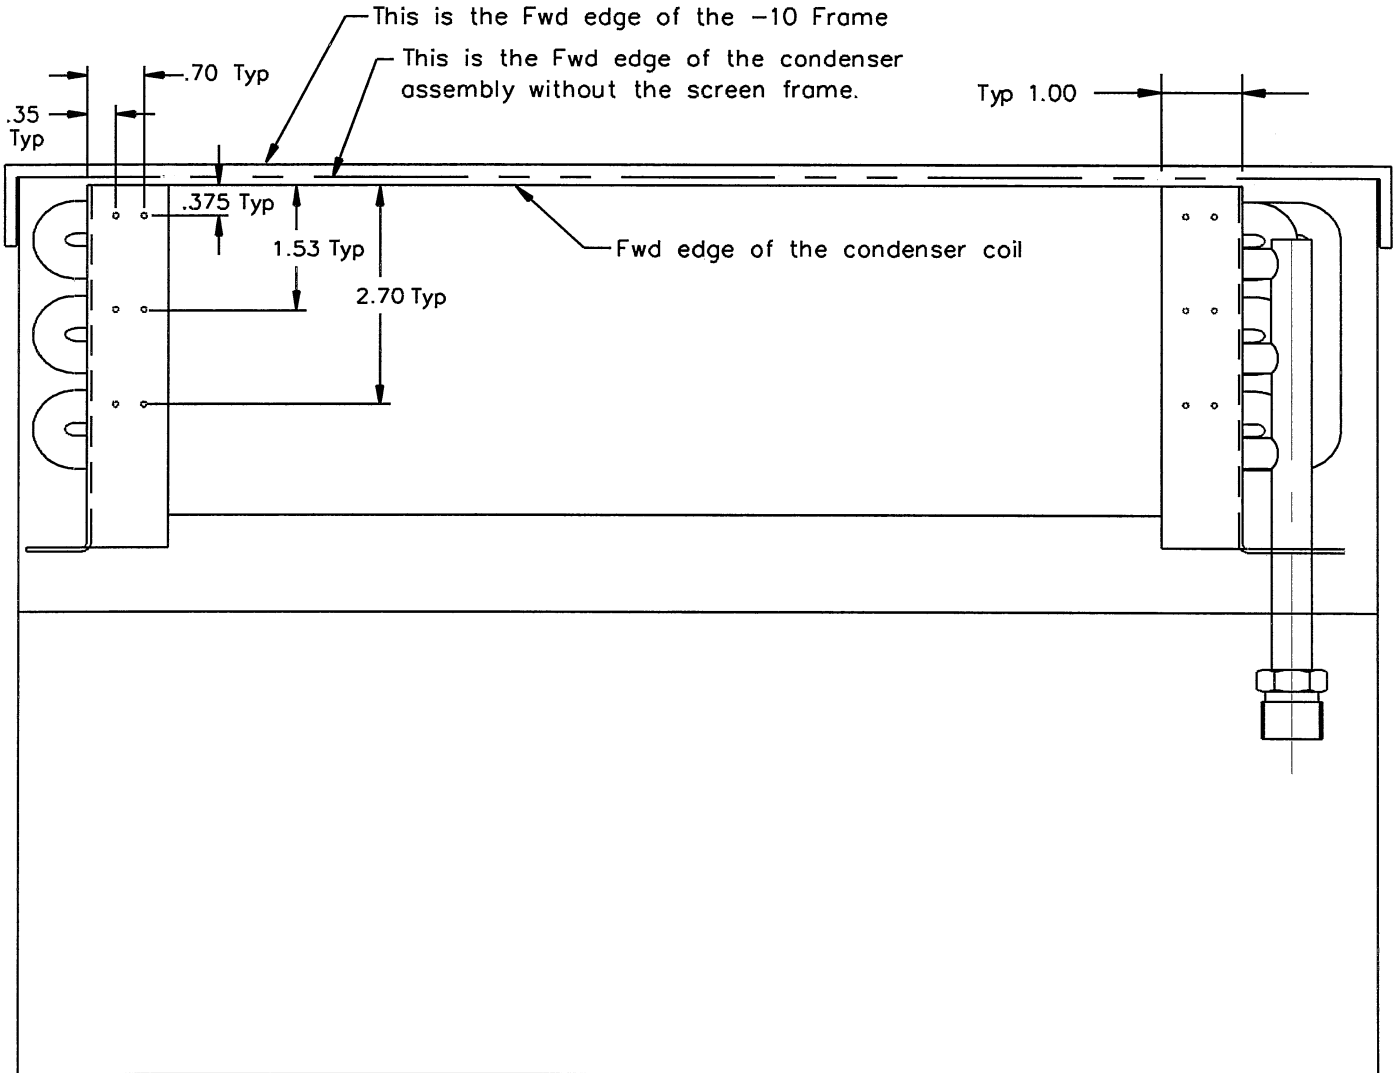 This is the Fwd edge of the -10 Frame
This is the Fwd edge of the condenser
assembly without the screen frame.
.70 Typ
Typ 1.00
.35
Typ
.375 Typ
1.53 Typ
Fwd edge of the condenser coil
2.70 Typ